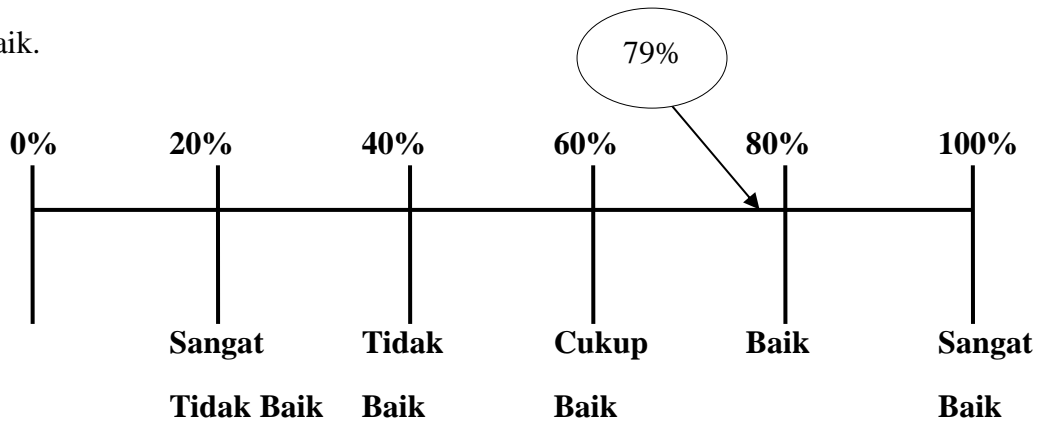 aik.
79%
0% 20% 40% 60% 80% 100%
Sangat Tidak Cukup Baik Sangat
Tidak Baik Baik Baik Baik